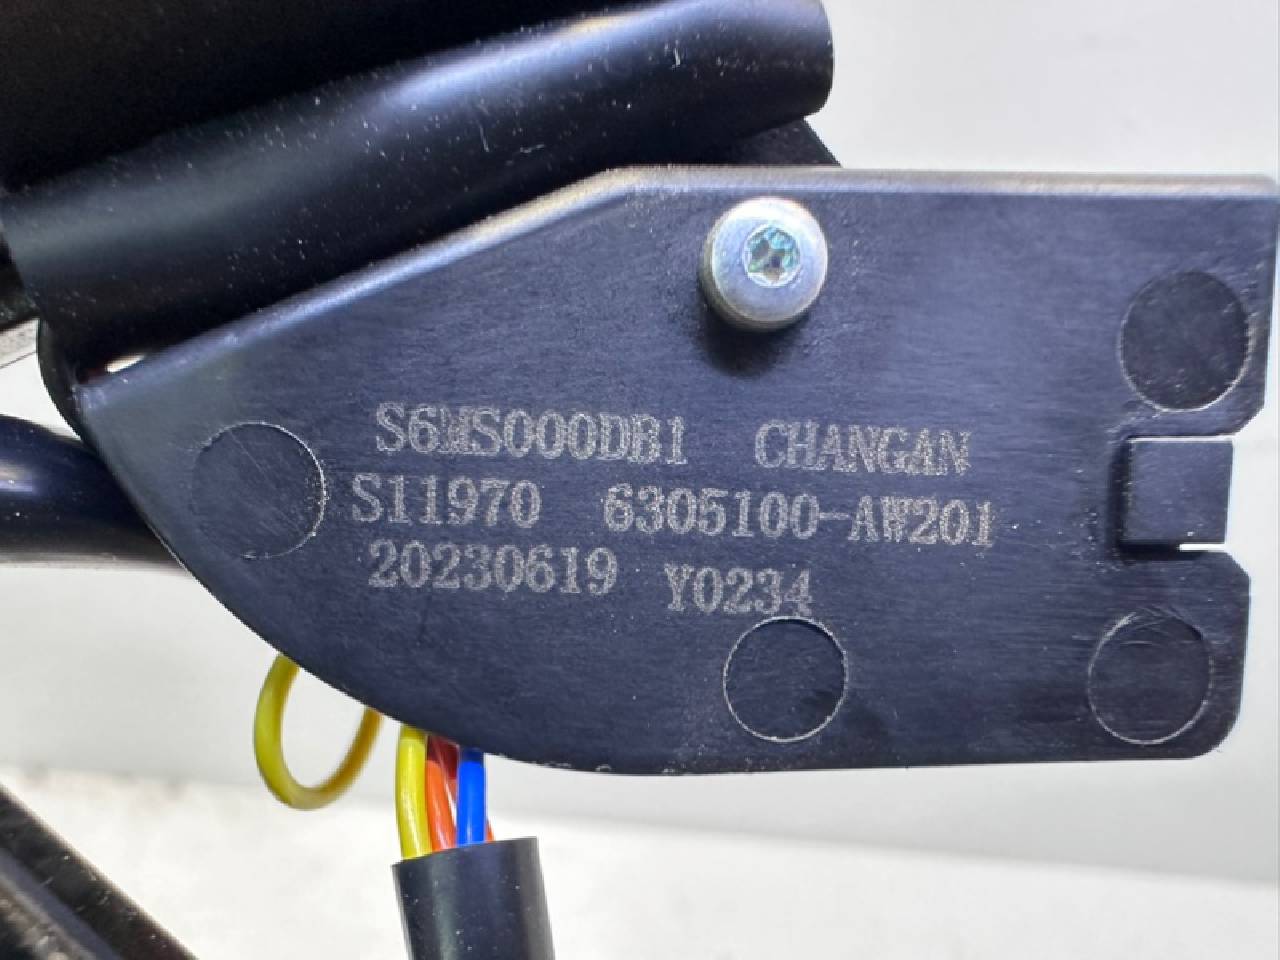 S6MS000DB1 CHANGAN
S11970 6305100-AW201
20230619 Y0234